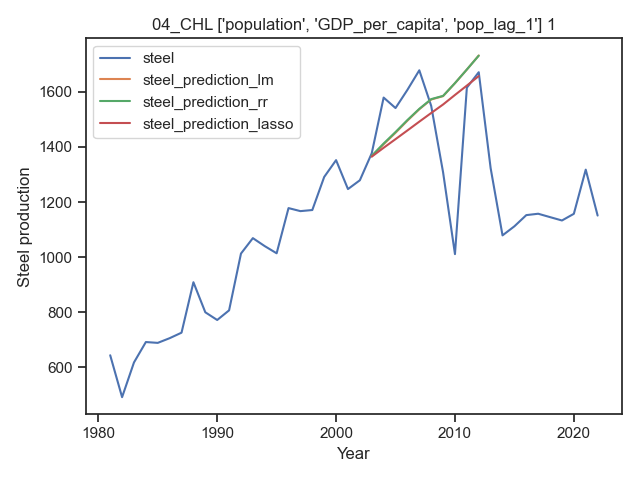 04_CHL ['population', 'GDP_per_capita', 'pop_lag_1'] 1
steel
steel_prediction_lm
steel_prediction_rr
steel_prediction_lasso
Steel production
1600
1400
1200
1000
800
600
1980
1990
2000
2010
2020
Year